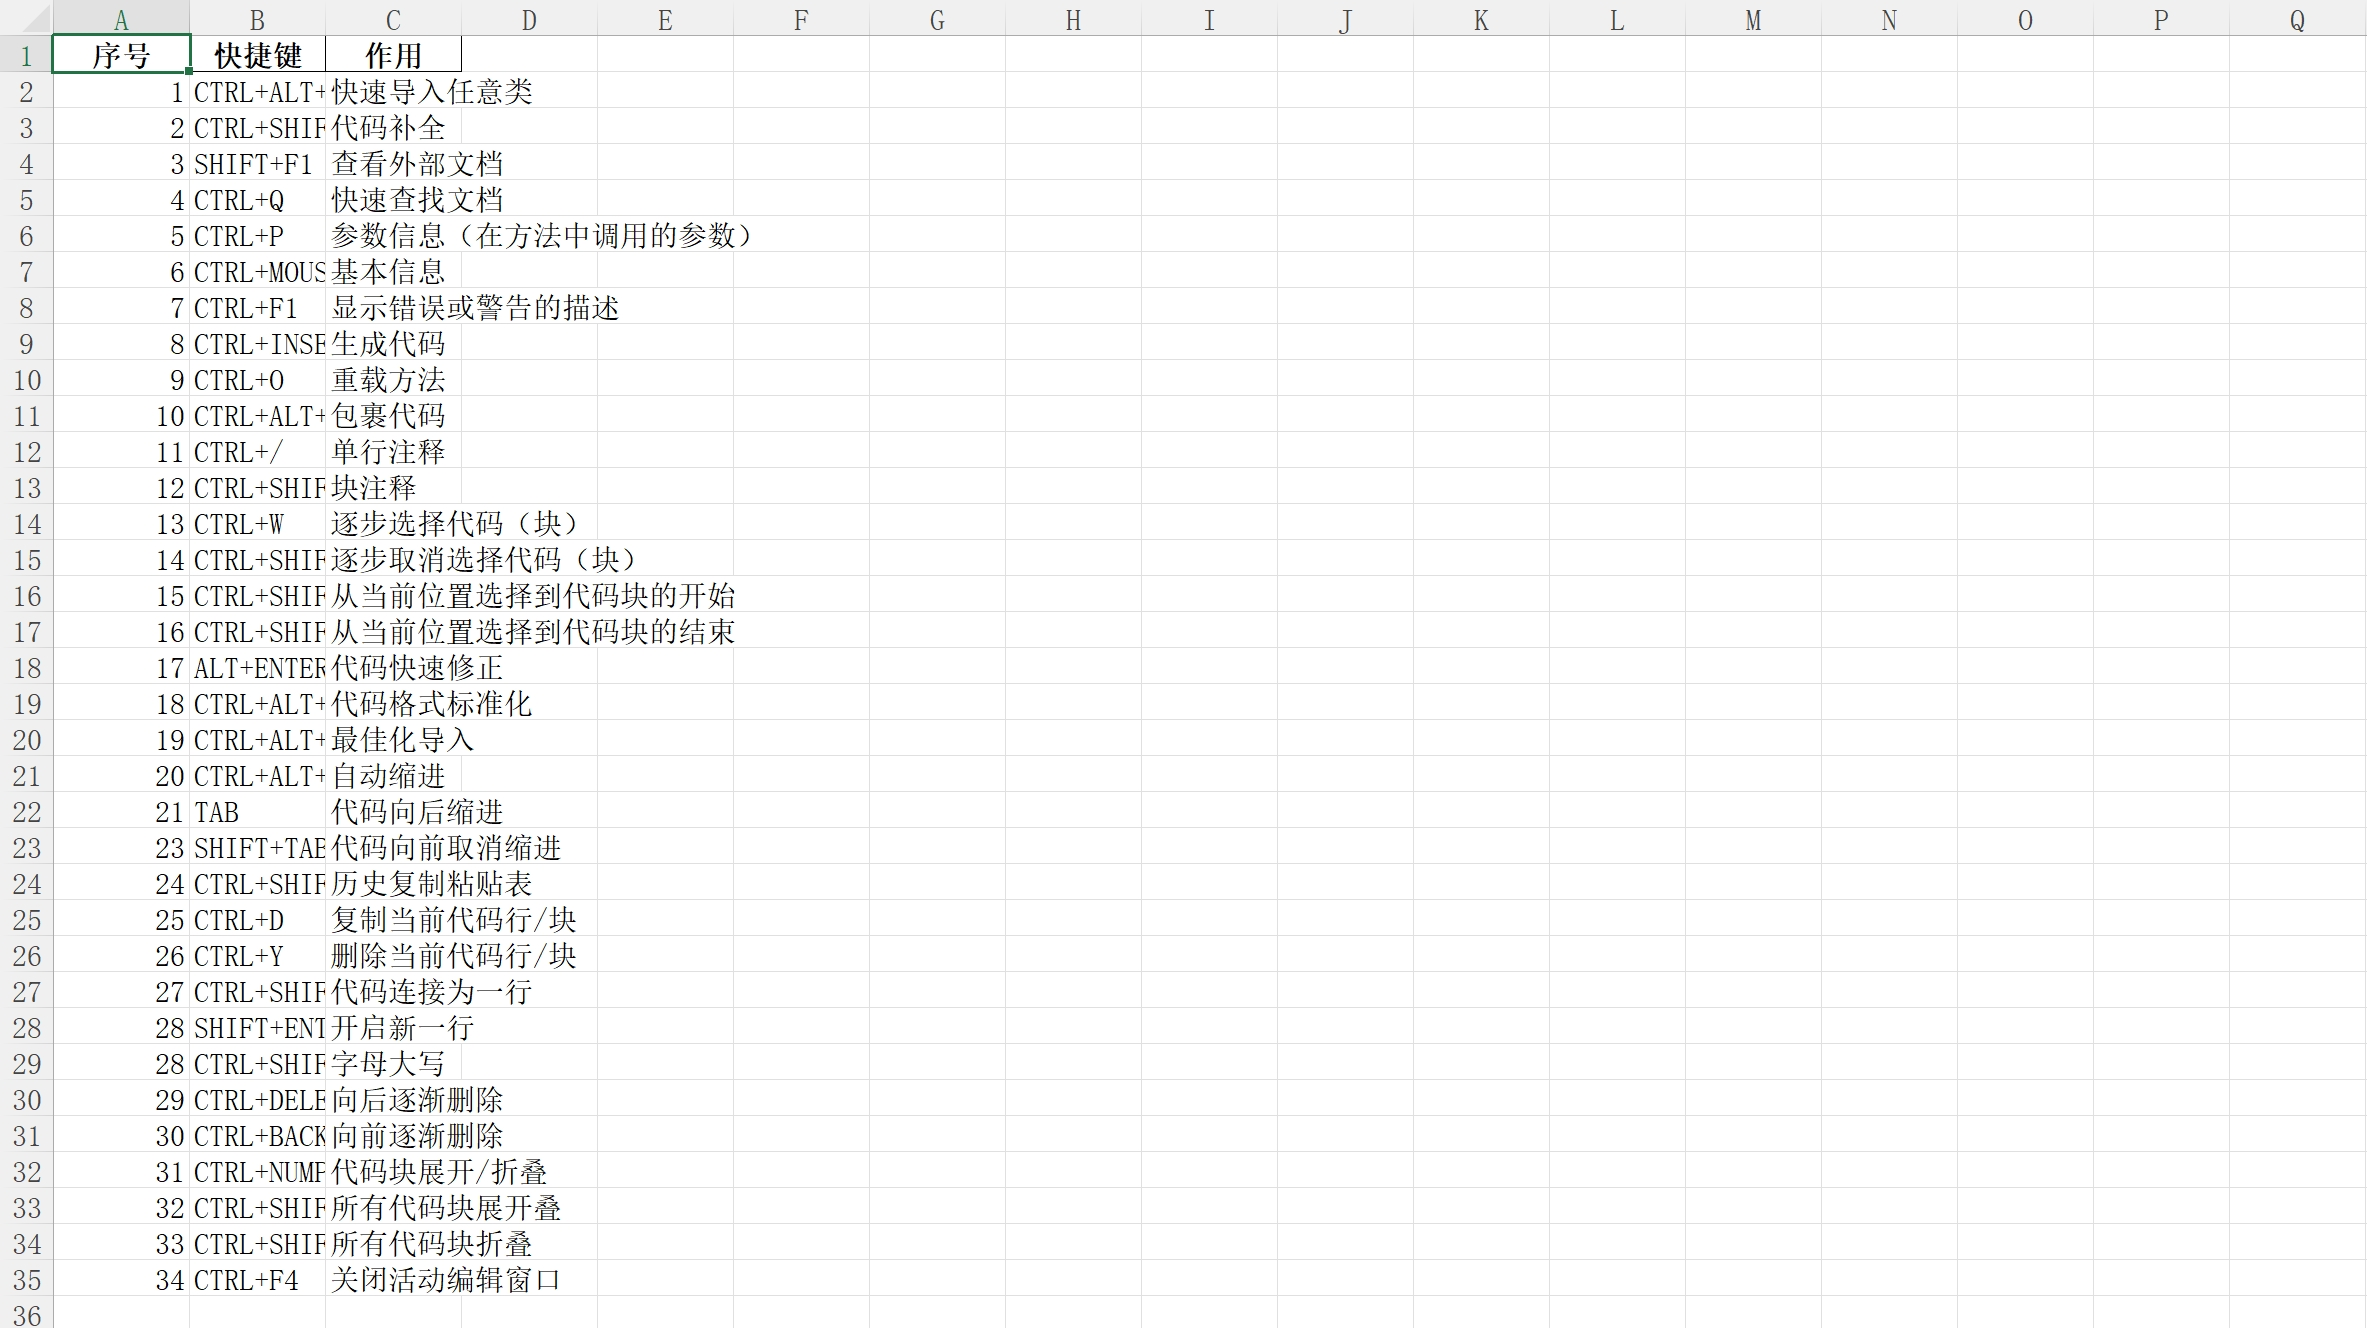 A B C D E F G H I J K L M N O P Q
1 序号 快捷键 作用
2 1 CTRL+ALT+ 快速导入任意类
3 2 CTRL+SHIF 代码补全
4 3 SHIFT+F1 查看外部文档
5 4 CTRL+Q 快速查找文档
6 5 CTRL+P 参数信息（在方法中调用的参数）
7 6 CTRL+MOUS 基本信息
8 7 CTRL+F1 显示错误或警告的描述
9 8 CTRL+INSE 生成代码
10 9 CTRL+O 重载方法
11 10 CTRL+ALT+ 包裹代码
12 11 CTRL+/ 单行注释
13 12 CTRL+SHIF 块注释
14 13 CTRL+W 逐步选择代码（块）
15 14 CTRL+SHIF 逐步取消选择代码（块）
16 15 CTRL+SHIF 从当前位置选择到代码块的开始
17 16 CTRL+SHIF 从当前位置选择到代码块的结束
18 17 ALT+ENTER 代码快速修正
19 18 CTRL+ALT+ 代码格式标准化
20 19 CTRL+ALT+ 最佳化导入
21 20 CTRL+ALT+ 自动缩进
22 21 TAB 代码向后缩进
23 23 SHIFT+TAB 代码向前取消缩进
24 24 CTRL+SHIF 历史复制粘贴表
25 25 CTRL+D 复制当前代码行/块
26 26 CTRL+Y 删除当前代码行/块
27 27 CTRL+SHIF 代码连接为一行
28 28 SHIFT+ENT 开启新一行
29 28 CTRL+SHIF 字母大写
30 29 CTRL+DELE 向后逐渐删除
31 30 CTRL+BACK 向前逐渐删除
32 31 CTRL+NUMP 代码块展开/折叠
33 32 CTRL+SHIF 所有代码块展开叠
34 33 CTRL+SHIF 所有代码块折叠
35 34 CTRL+F4 关闭活动编辑窗口
36